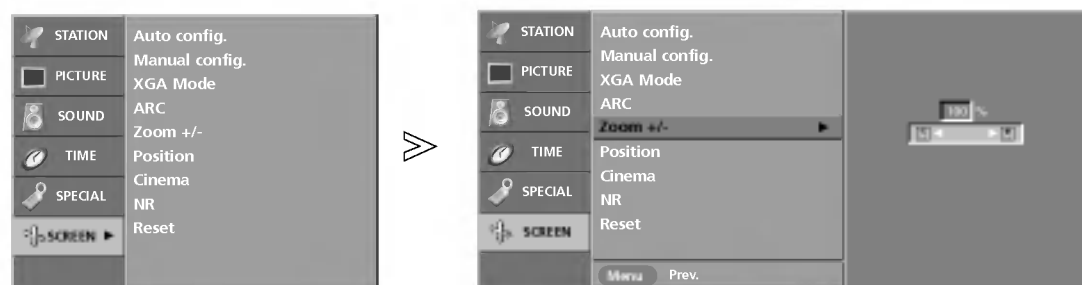 STATION
PICTURE
SOUND
TIME
SPECIAL
SCREEN
Auto config.
Manual config.
XGA Mode
ARC
Zoom +/-
Position
Cinema
NR
Reset
STATION
PICTURE
SOUND
TIME
SPECIAL
SCREEN
Auto config.
Manual config.
XGA Mode
ARC
Zoom +/-
Position
Cinema
NR
Reset
Menu Prev.
100 %